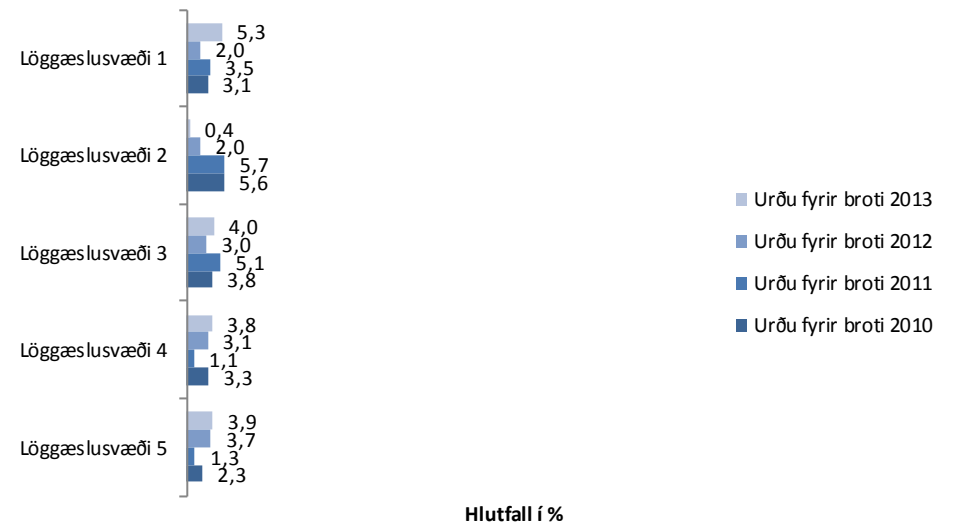 Löggæslusvæði 1
5,3
2,0
3,5
3,1
Löggæslusvæði 2
0,4
2,0
5,7
5,6
Löggæslusvæði 3
4,0
3,0
5,1
3,8
Löggæslusvæði 4
3,8
3,1
1,1
3,3
Löggæslusvæði 5
3,9
3,7
1,3
2,3
Urðu fyrir broti 2013
Urðu fyrir broti 2012
Urðu fyrir broti 2011
Urðu fyrir broti 2010
Hlutfall í %